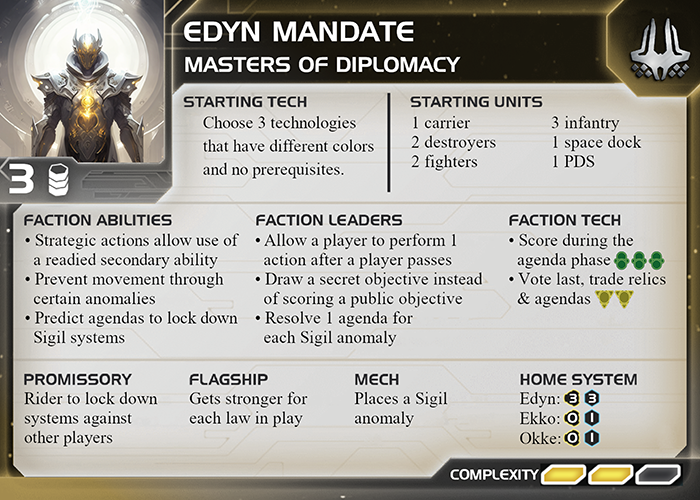 EDYN MANDATE
MASTERS OF DIPLOMACY
3
STARTING TECH
Choose 3 technologies
that have different colors
and no prerequisites.
STARTING UNITS
1 carrier
2 destroyers
2 fighters
3 infantry
1 space dock
1 PDS
FACTION ABILITIES
• Strategic actions allow use of
a readied secondary ability
• Prevent movement through
certain anomalies
• Predict agendas to lock down
Sigil systems
FACTION LEADERS
• Allow a player to perform 1
action after a player passes
• Draw a secret objective instead
of scoring a public objective
• Resolve 1 agenda for
each Sigil anomaly
FACTION TECH
• Score during the
agenda phase
• Vote last, trade relics
& agendas
PROMISSORY
Rider to lock down
systems against
other players
FLAGSHIP
Gets stronger for
each law in play
MECH
Places a Sigil
anomaly
HOME SYSTEM
Edyn: 3 3
Ekko: 0 1
Okke: 0 1
COMPLEXITY